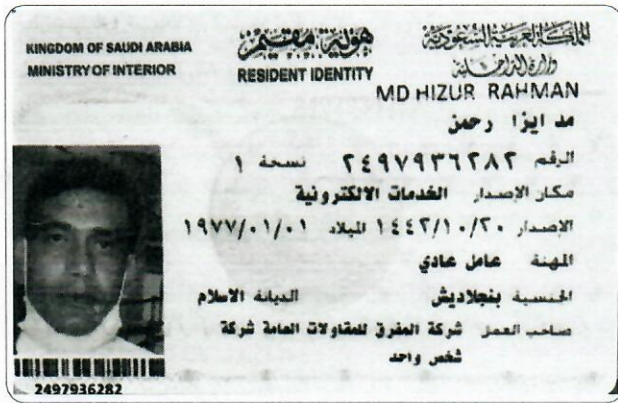 KINGDOM OF SAUDI ARABIA
MINISTRY OF INTERIOR
هوية مقيم
RESIDENT IDENTITY
المملكة العربية السعودية
وزارة الداخلية
MD HIZUR RAHMAN
مد ايزا رحمن
الرقم ٢٤٩٧٩٣٦٢٨٢ نسخة ١
مكان الإصدار الخدمات الالكترونية
الإصدار ١٤٤٢/١٠/٢٠ الميلاد ١٩٧٧/٠١/٠١
المهنة عامل عادي
الجنسية بنجلاديش الديانة الاسلام
صاحب العمل شركة المفرق للمقاولات العامة شركة
شخص واحد
2497936282